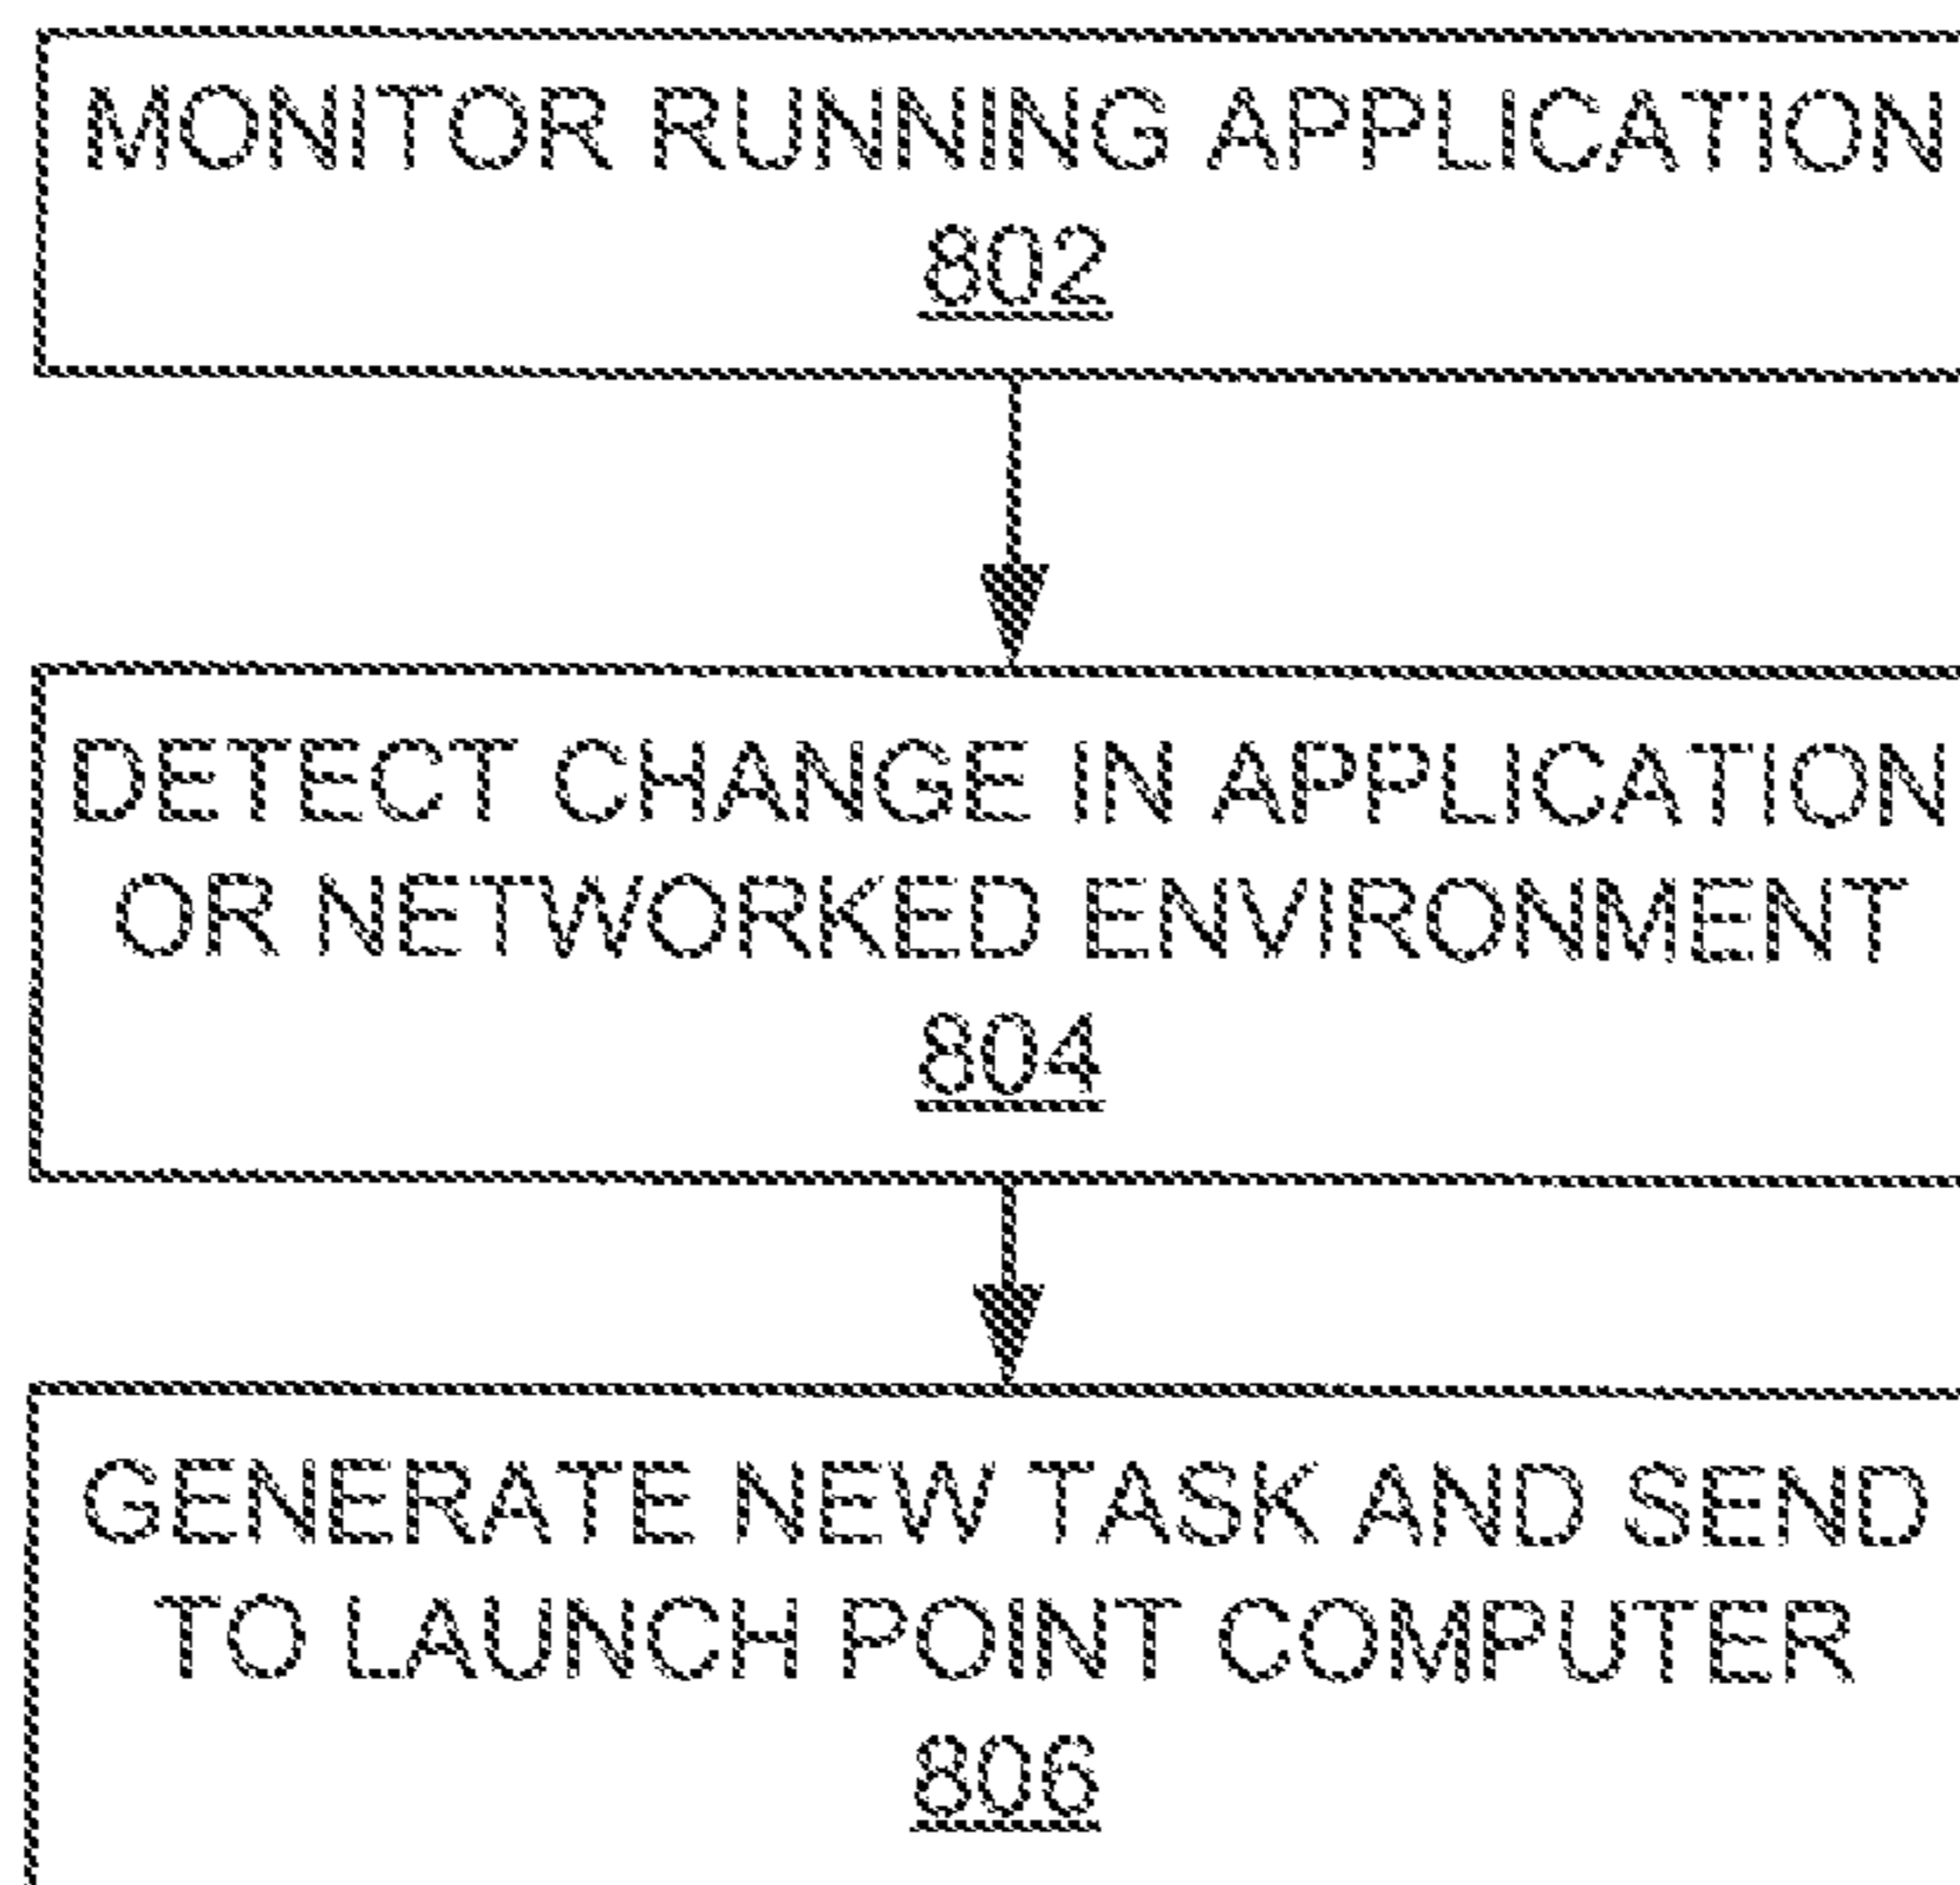 MONITOR RUNNING APPLICATION
802
DETECT CHANGE IN APPLICATION
OR NETWORKED ENVIRONMENT
804
GENERATE NEW TASK AND SEND
TO LAUNCH POINT COMPUTER
806